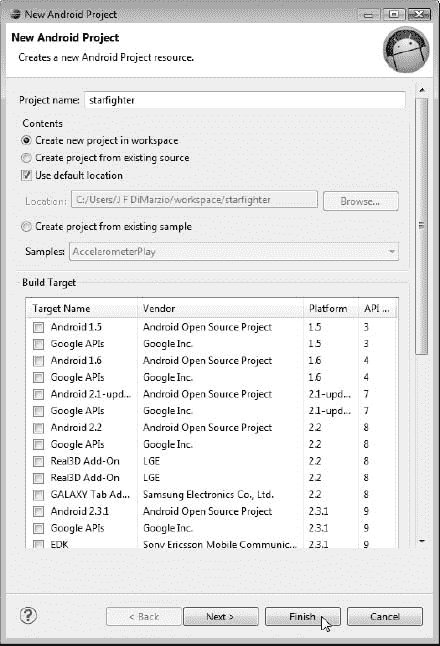 New Android Project
New Android Project
Creates a new Android Project resource.
Project name: starfighter
Contents
Create new project in workspace
Create project from existing source
Use default location
Location: C:/Users/J F DiMarzio/workspace/starfighter Browse...
Create project from existing sample
Samples: AccelerometerPlay
Build Target
Target Name Vendor Platform API ...
Android 1.5 Android Open Source Project 1.5 3
Google APIs Google Inc. 1.5 3
Android 1.6 Android Open Source Project 1.6 4
Google APIs Google Inc. 1.6 4
Android 2.1-upd... Android Open Source Project 2.1-upd... 7
Google APIs Google Inc. 2.1-upd... 7
Android 2.2 Android Open Source Project 2.2 8
Google APIs Google Inc. 2.2 8
Real3D Add-On LGE 2.2 8
Real3D Add-On LGE 2.2 8
GALAXY Tab Ad... Samsung Electronics Co., Ltd. 2.2 8
Android 2.3.1 Android Open Source Project 2.3.1 9
Google APIs Google Inc. 2.3.1 9
EDK Sony Ericsson Mobile Communic... 2.3.1 9
? < Back Next > Finish Cancel